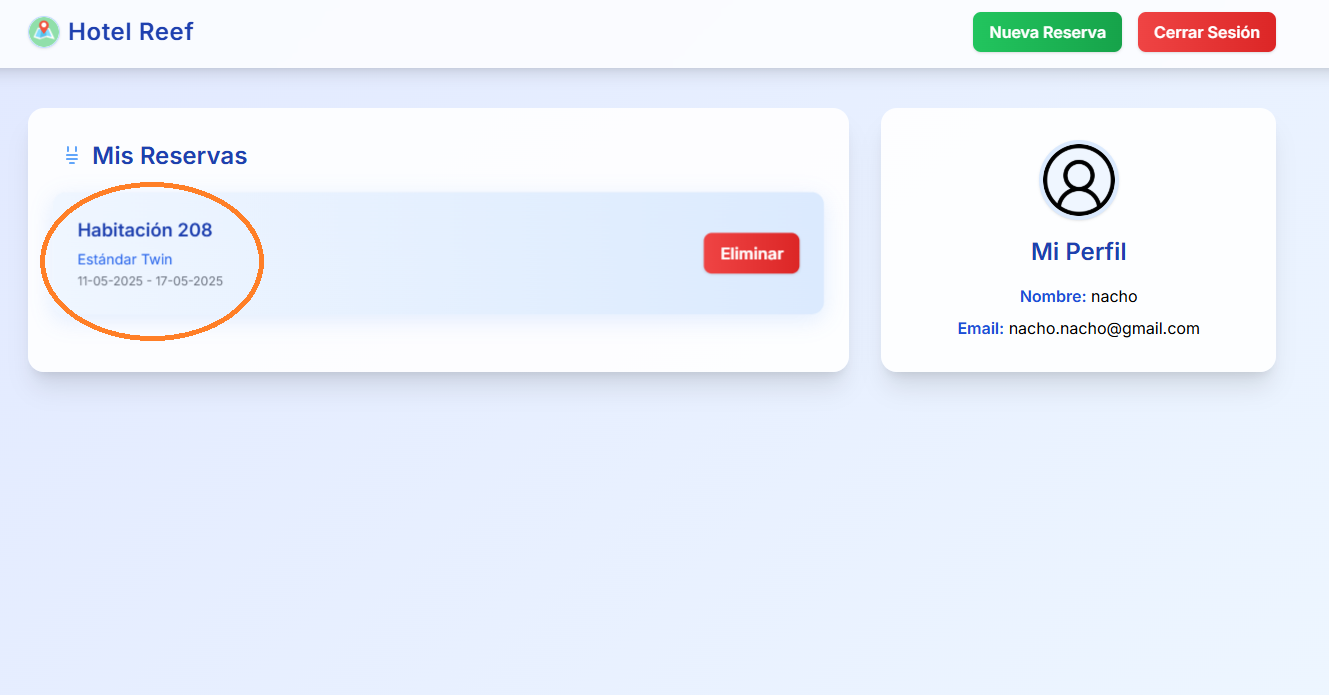 Hotel Reef
Nueva Reserva
Cerrar Sesión
Mis Reservas
Habitación 208
Estándar Twin
11-05-2025 - 17-05-2025
Eliminar
Mi Perfil
Nombre: nacho
Email: nacho.nacho@gmail.com